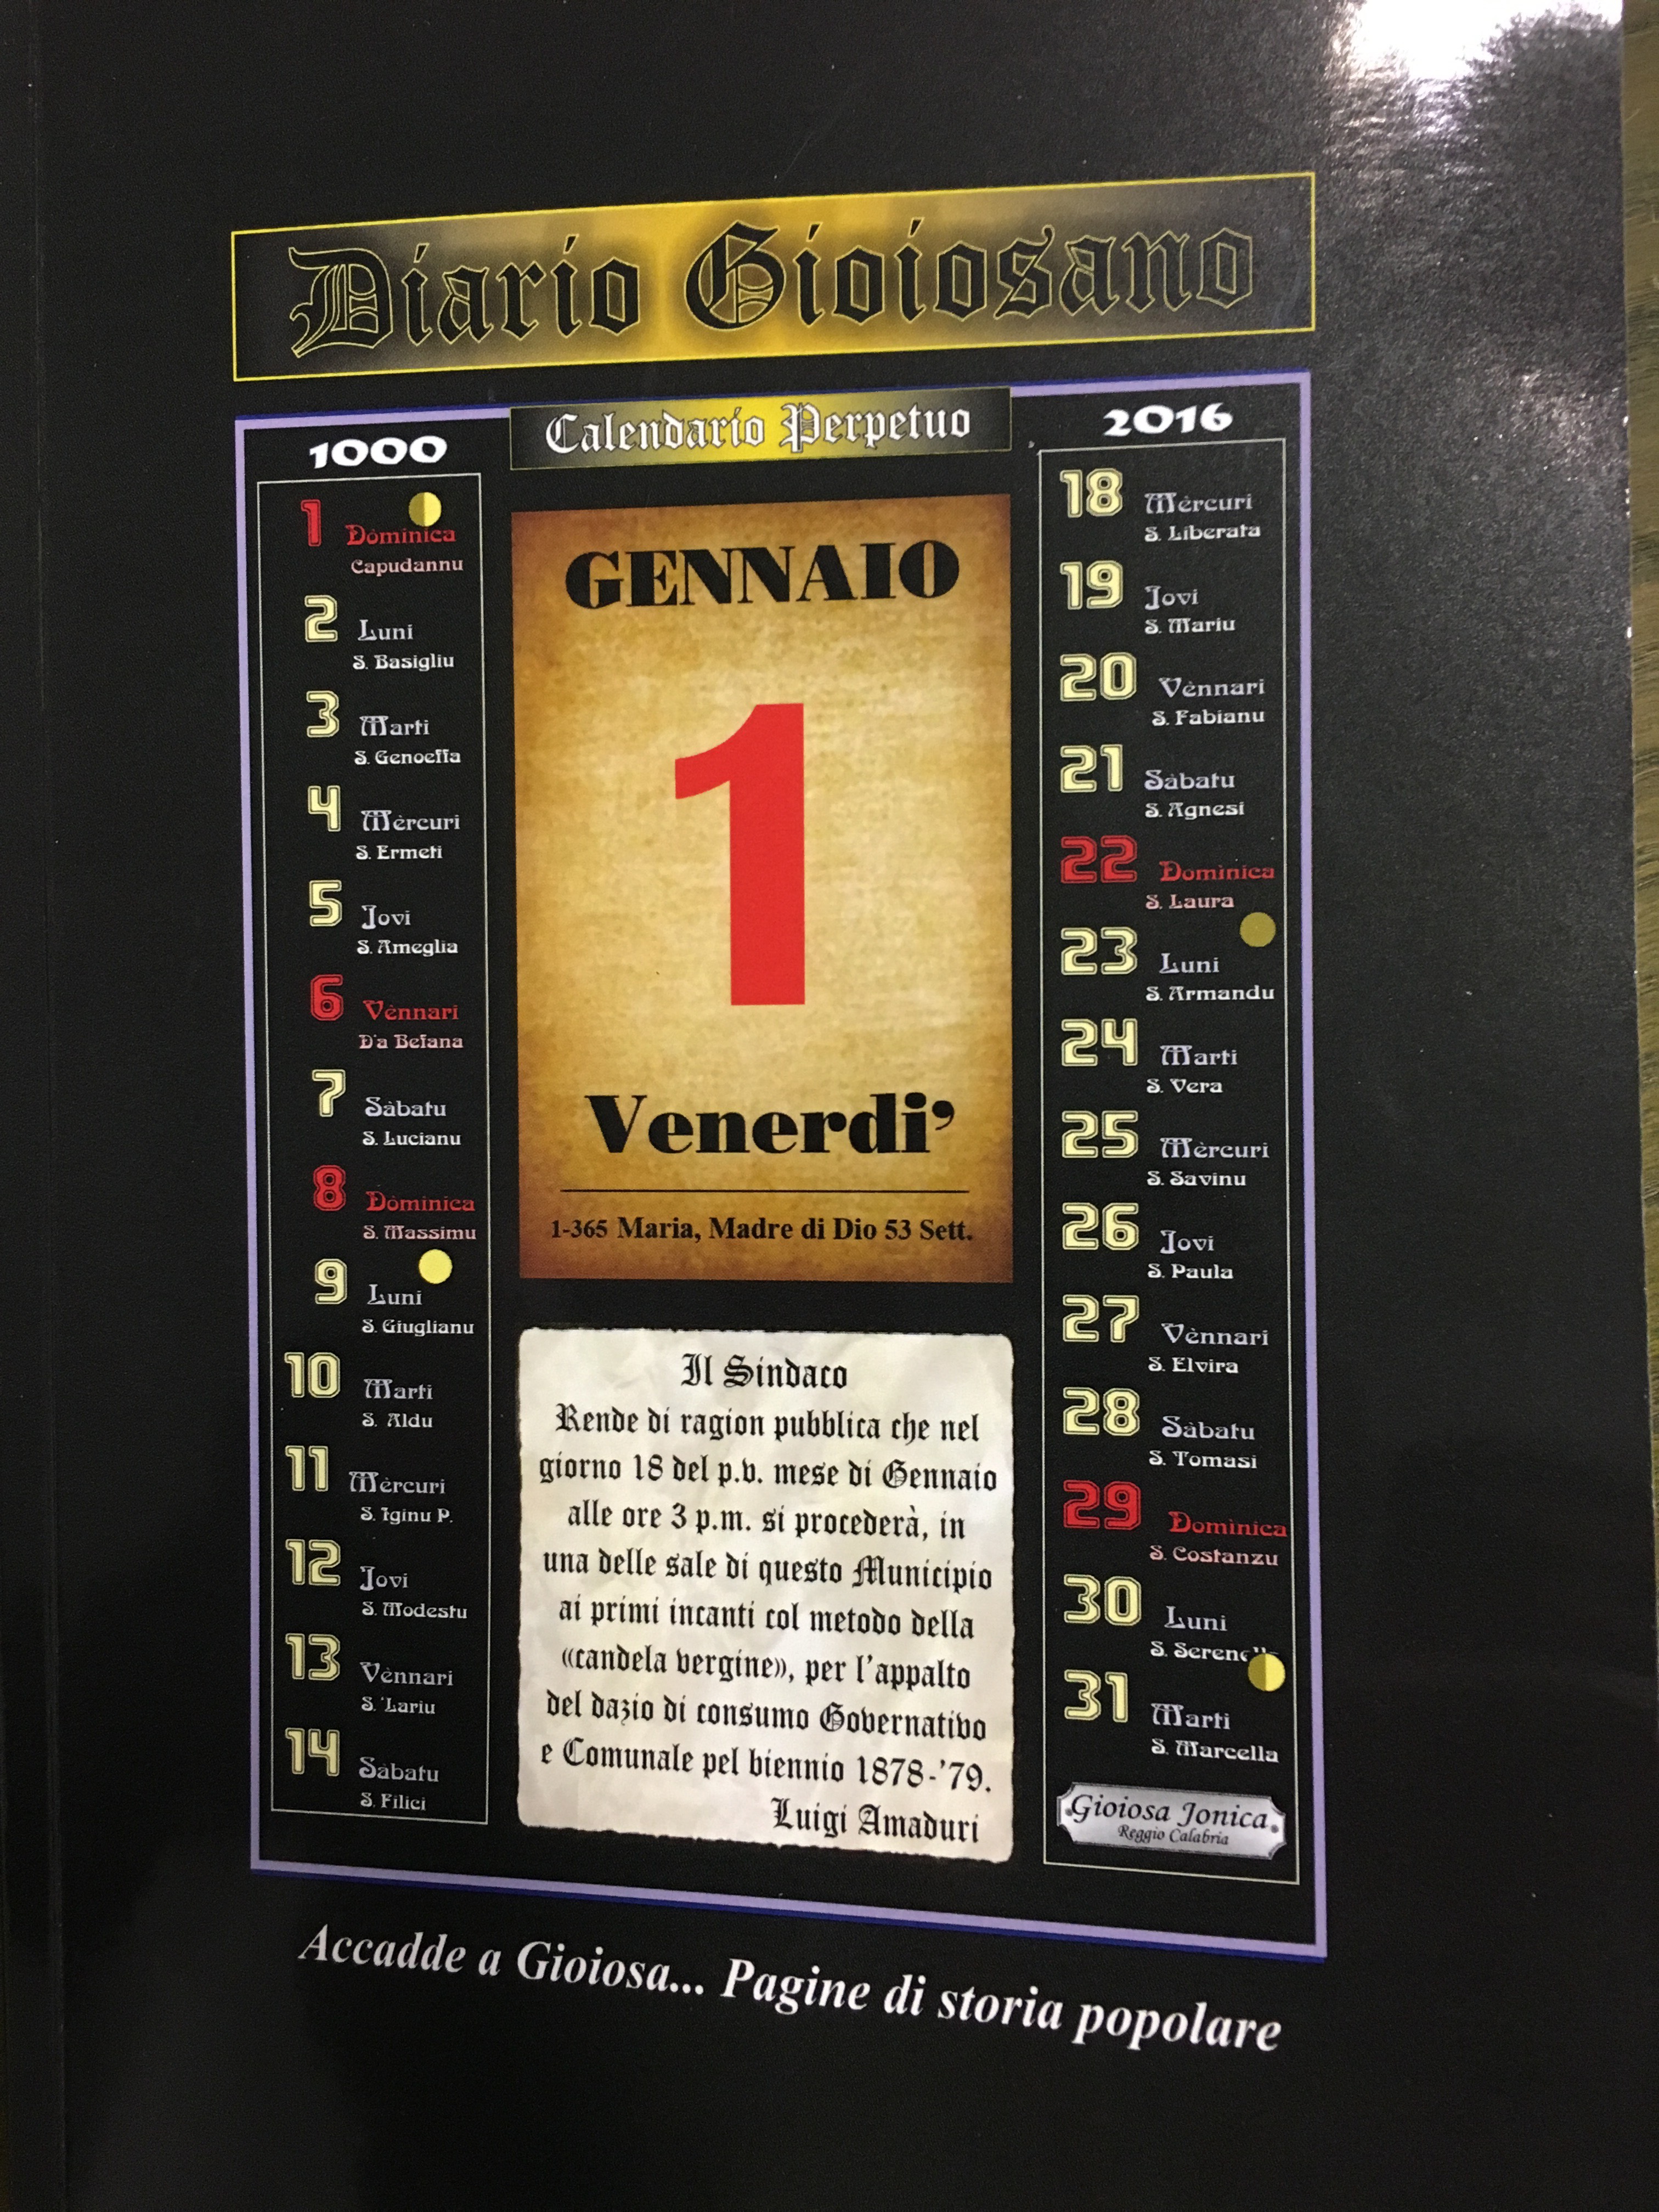 Diario Gioiosano
Calendario Perpetuo
1000
1 Dòminica
Capudannu
2 Luni
S. Basigliu
3 Marti
S. Genoeffa
4 Mèrcuri
S. Ermeti
5 Jovi
S. Ameglia
6 Vènnari
D'a Befana
7 Sàbatu
S. Lucianu
8 Dòminica
S. Massimu
9 Luni
S. Giuglianu
10 Marti
S. Aldu
11 Mèrcuri
S. Iginu P.
12 Jovi
S. Modestu
13 Vènnari
S. 'Lariu
14 Sàbatu
S. Filici
GENNAIO
1
Venerdi'
1-365 Maria, Madre di Dio 53 Sett.
Il Sindaco
Rende di ragion pubblica che nel
giorno 18 del p.v. mese di Gennaio
alle ore 3 p.m. si procederà, in
una delle sale di questo Municipio
ai primi incanti col metodo della
«candela vergine», per l'appalto
del dazio di consumo Governativo
e Comunale pel biennio 1878-'79.
Luigi Amaduri
2016
18 Mèrcuri
S. Liberata
19 Jovi
S. Mariu
20 Vènnari
S. Fabianu
21 Sàbatu
S. Agnesi
22 Domìnica
S. Laura
23 Luni
S. Armandu
24 Marti
S. Vera
25 Mèrcuri
S. Savinu
26 Jovi
S. Paula
27 Vènnari
S. Elvira
28 Sàbatu
S. Tomasi
29 Domìnica
S. Costanzu
30 Luni
S.
31 Marti
S. Marcella
Gioiosa Jonica
Reggio Calabria
Accadde a Gioiosa... Pagine di storia popolare